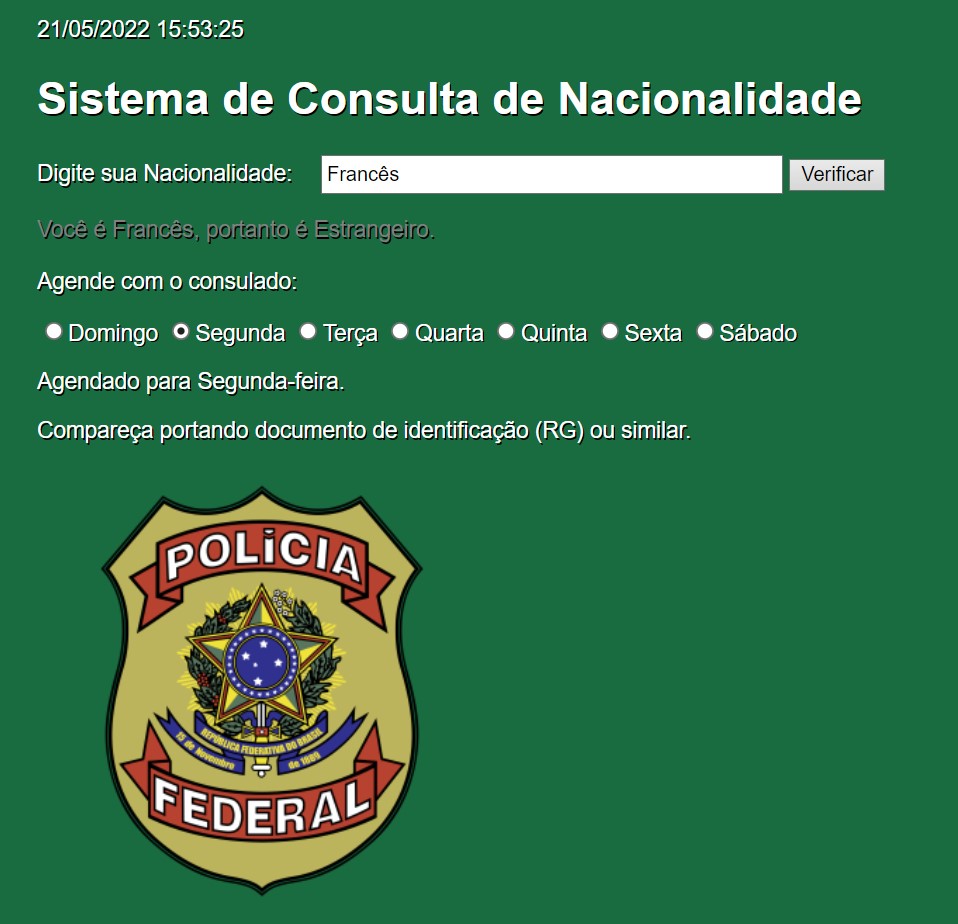 21/05/2022 15:53:25
Sistema de Consulta de Nacionalidade
Digite sua Nacionalidade: Francês Verificar
Você é Francês, portanto é Estrangeiro.
Agende com o consulado:
Domingo Segunda Terça Quarta Quinta Sexta Sábado
Agendado para Segunda-feira.
Compareça portando documento de identificação (RG) ou similar.
POLÍCIA
REPÚBLICA FEDERATIVA DO BRASIL
15 de Novembro de 1889
FEDERAL